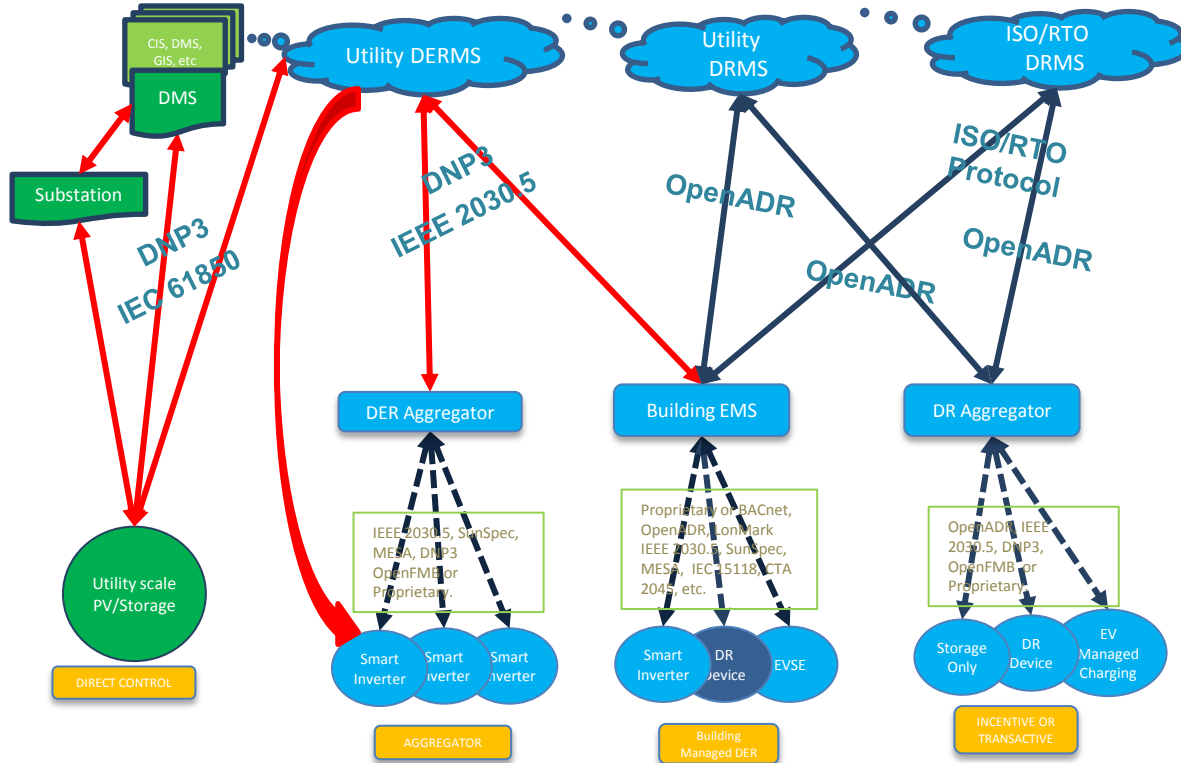 CIS, DMS,
GIS, etc
DMS
Substation
Utility DERMS
Utility
DRMS
ISO/RTO
DRMS
DNP3
IEC 61850
DNP3
IEEE 2030.5
OpenADR
OpenADR
ISO/RTO
Protocol
OpenADR
DER Aggregator
Building EMS
DR Aggregator
IEEE 2030.5, SunSpec,
MESA, DNP3
OpenFMB or
Proprietary.
Proprietary or BACnet,
OpenADR, LonMark
IEEE 2030.5, SunSpec,
MESA, IEC 15118, CTA
2045, etc.
OpenADR, IEEE
2030.5, DNP3,
OpenFMB or
Proprietary
Utility scale
PV/Storage
Smart
Inverter
Smart
Inverter
Smart
Inverter
Smart
Inverter
DR
Device
EVSE
Storage
Only
DR
Device
EV
Managed
Charging
DIRECT CONTROL
AGGREGATOR
Building
Managed DER
INCENTIVE OR
TRANSACTIVE